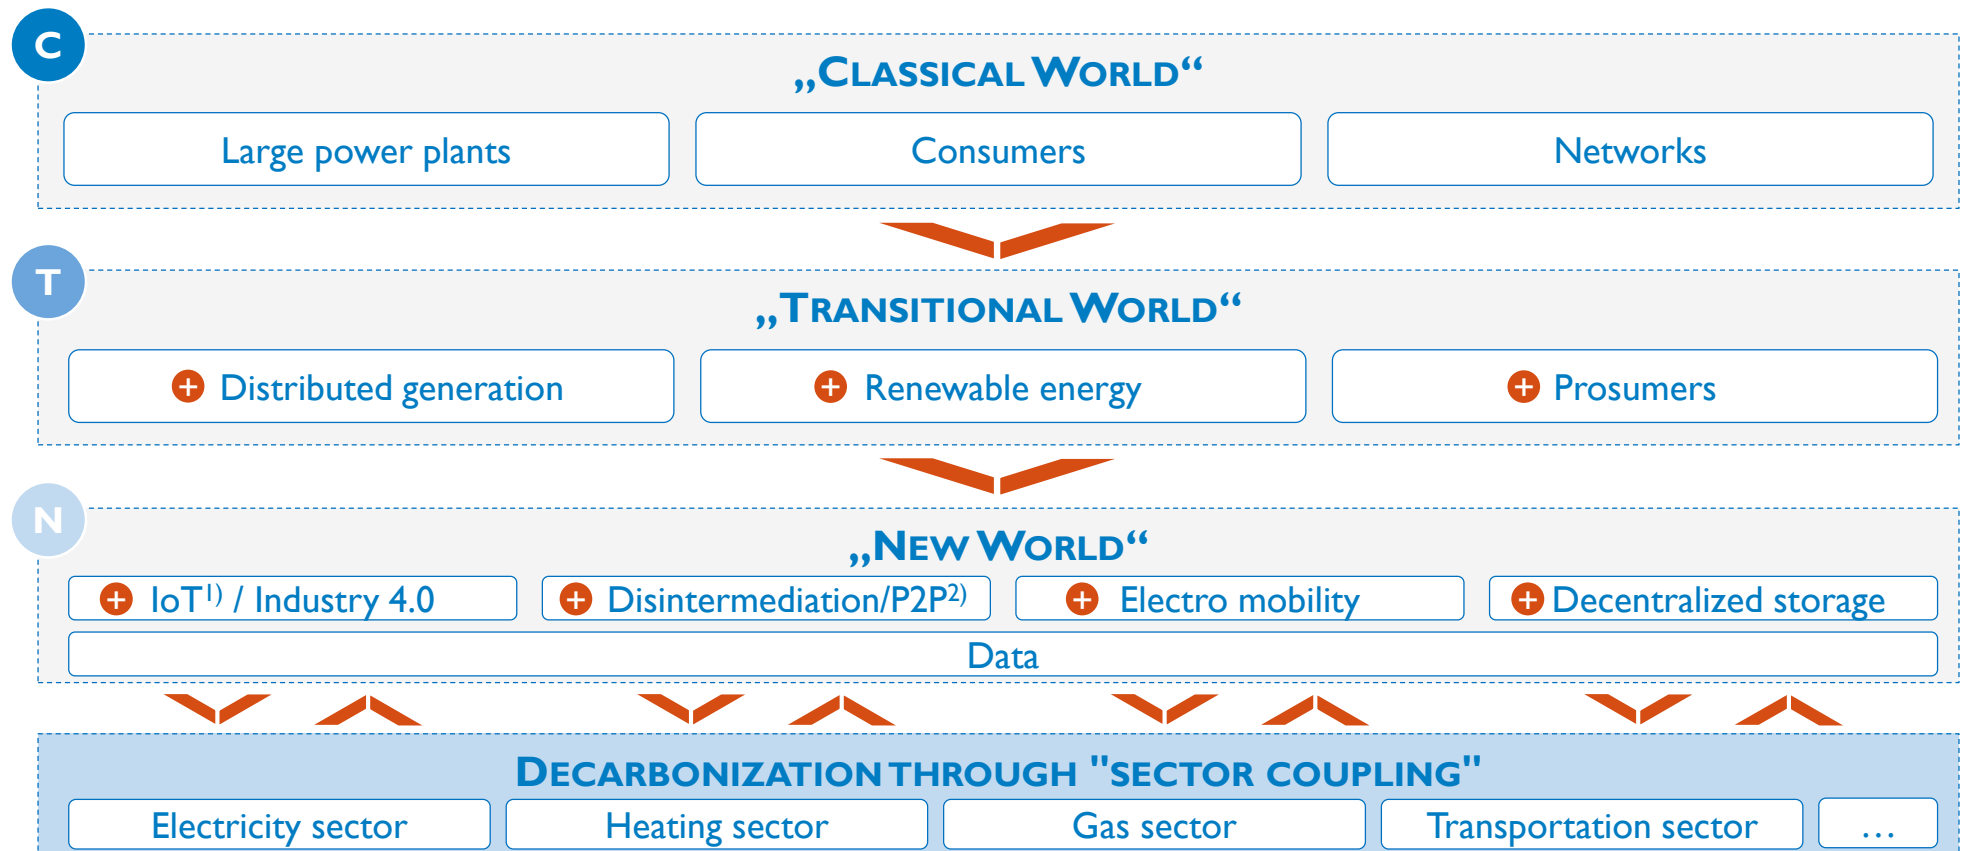 C
„CLASSICAL WORLD“
Large power plants
Consumers
Networks
T
„TRANSITIONAL WORLD“
+ Distributed generation
+ Renewable energy
+ Prosumers
N
„NEW WORLD“
+ IoT1) / Industry 4.0
+ Disintermediation/P2P2)
+ Electro mobility
+ Decentralized storage
Data
DECARBONIZATION THROUGH "SECTOR COUPLING"
Electricity sector
Heating sector
Gas sector
Transportation sector
…